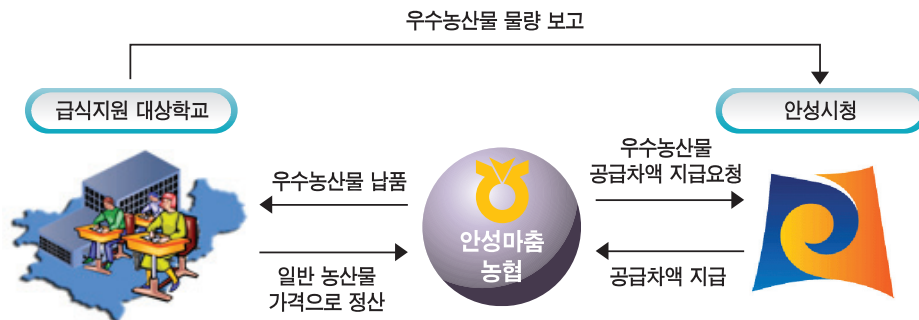 우수농산물 물량 보고
급식지원 대상학교
안성시청
우수농산물 납품
우수농산물
공급차액 지급요청
안성마춤
농협
일반 농산물
가격으로 정산
공급차액 지급